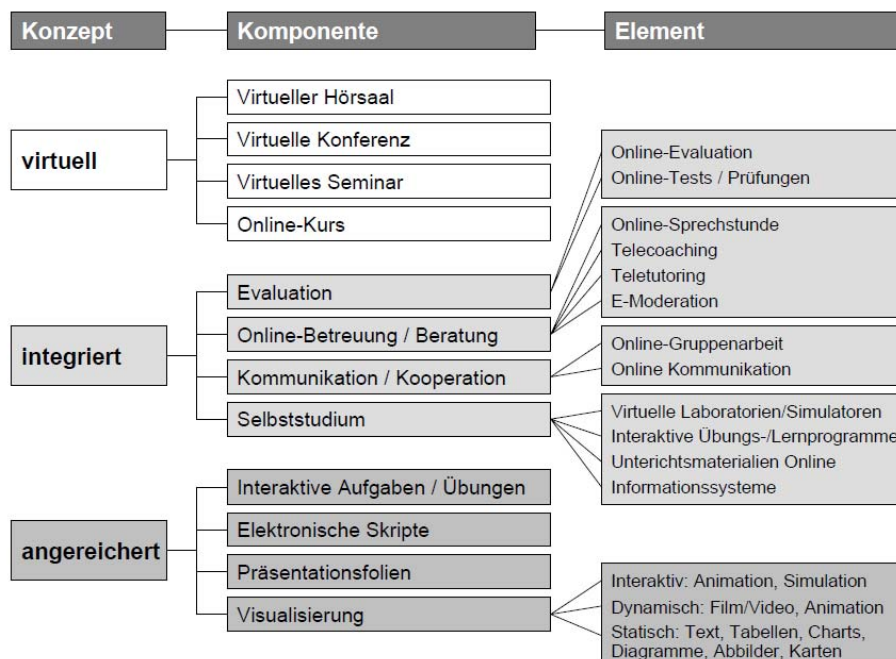 Konzept
Komponente
Element
virtuell
Virtueller Hörsaal
Virtuelle Konferenz
Virtuelles Seminar
Online-Kurs
integriert
Evaluation
Online-Betreuung / Beratung
Kommunikation / Kooperation
Selbststudium
angereichert
Interaktive Aufgaben / Übungen
Elektronische Skripte
Präsentationsfolien
Visualisierung
Online-Evaluation
Online-Tests / Prüfungen
Online-Sprechstunde
Telecoaching
Teletutoring
E-Moderation
Online-Gruppenarbeit
Online Kommunikation
Virtuelle Laboratorien/Simulatoren
Interaktive Übungs-/Lernprogramme
Unterichtsmaterialien Online
Informationssysteme
Interaktiv: Animation, Simulation
Dynamisch: Film/Video, Animation
Statisch: Text, Tabellen, Charts,
Diagramme, Abbilder, Karten